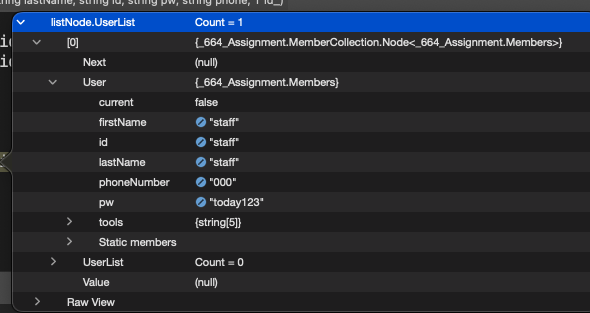 string lastName, string id, string pw, string phone, T id_)
listNode.UserList Count = 1
[0] {_664_Assignment.MemberCollection.Node<_664_Assignment.Members>}
Next (null)
User {_664_Assignment.Members}
current false
firstName "staff"
id "staff"
lastName "staff"
phoneNumber "000"
pw "today123"
tools {string[5]}
Static members
UserList Count = 0
Value (null)
Raw View